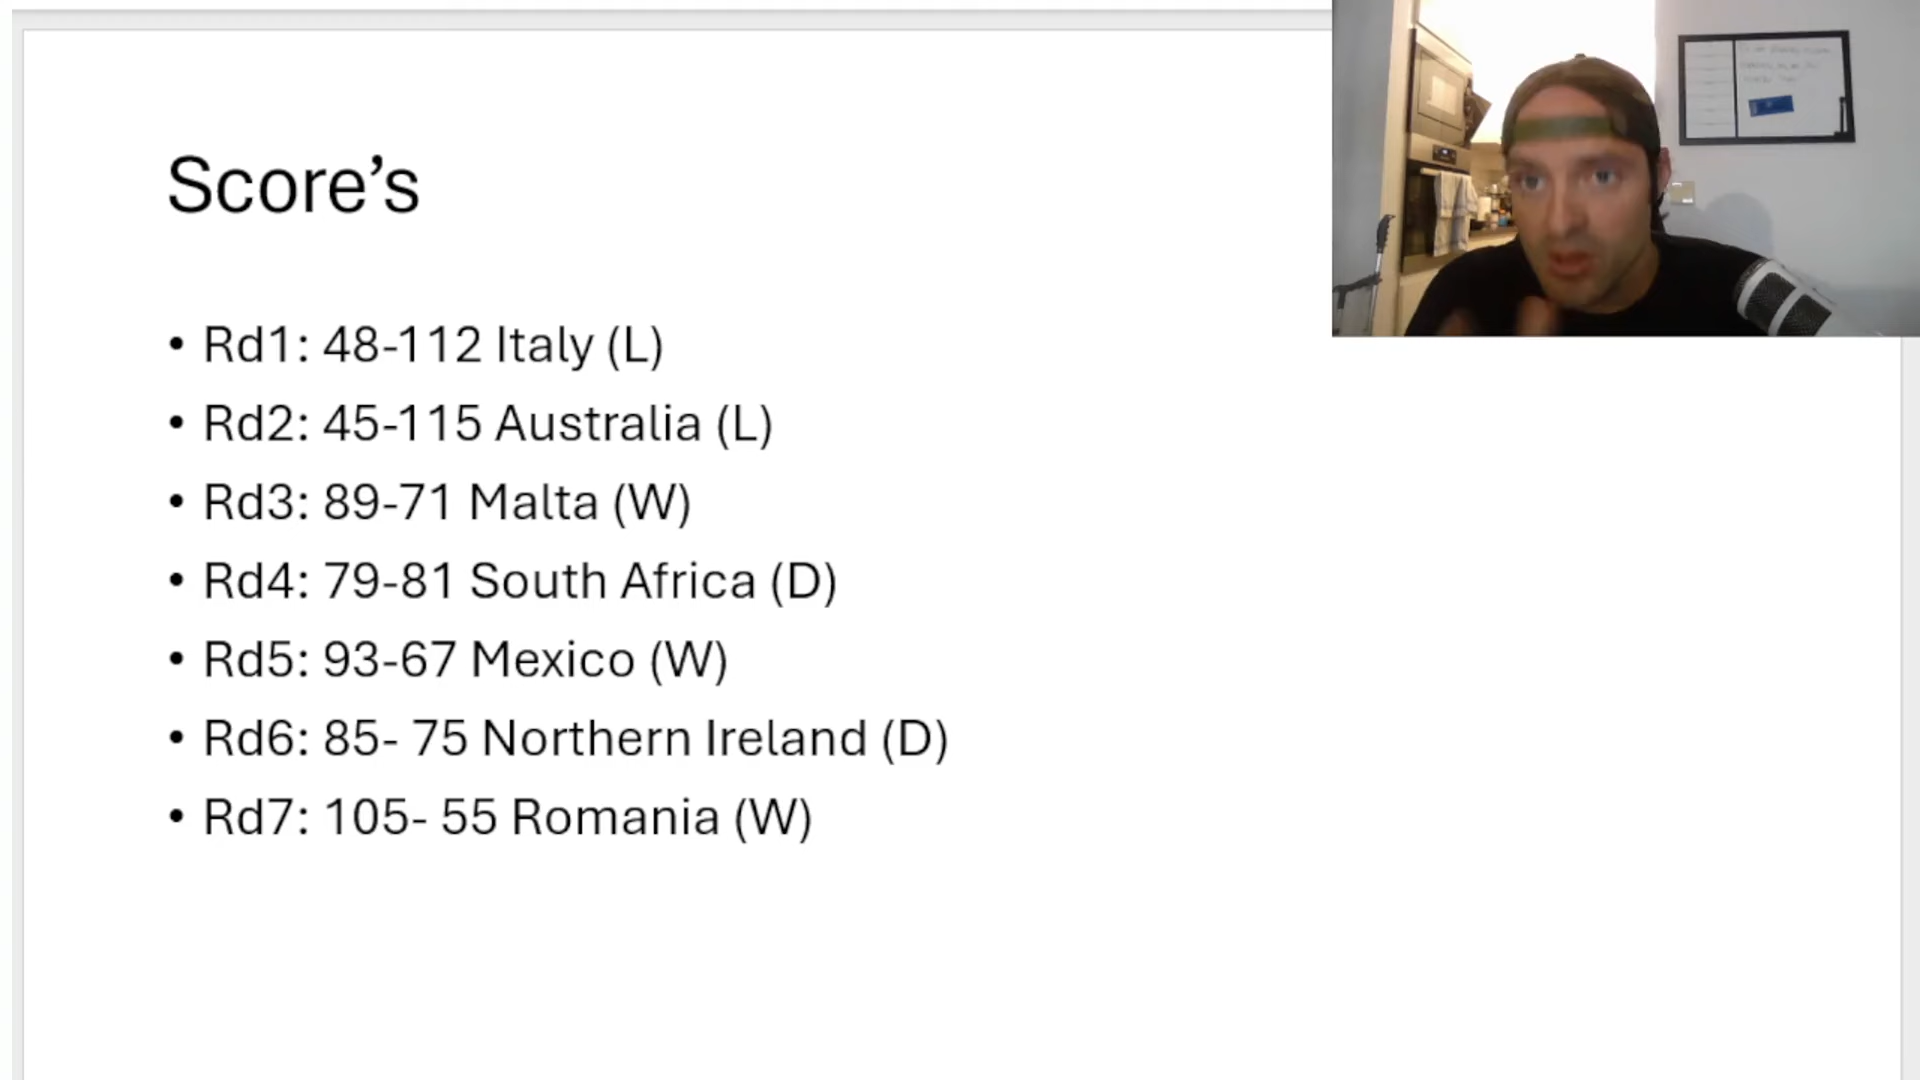 Score’s
• Rd1: 48-112 Italy (L)
• Rd2: 45-115 Australia (L)
• Rd3: 89-71 Malta (W)
• Rd4: 79-81 South Africa (D)
• Rd5: 93-67 Mexico (W)
• Rd6: 85- 75 Northern Ireland (D)
• Rd7: 105- 55 Romania (W)